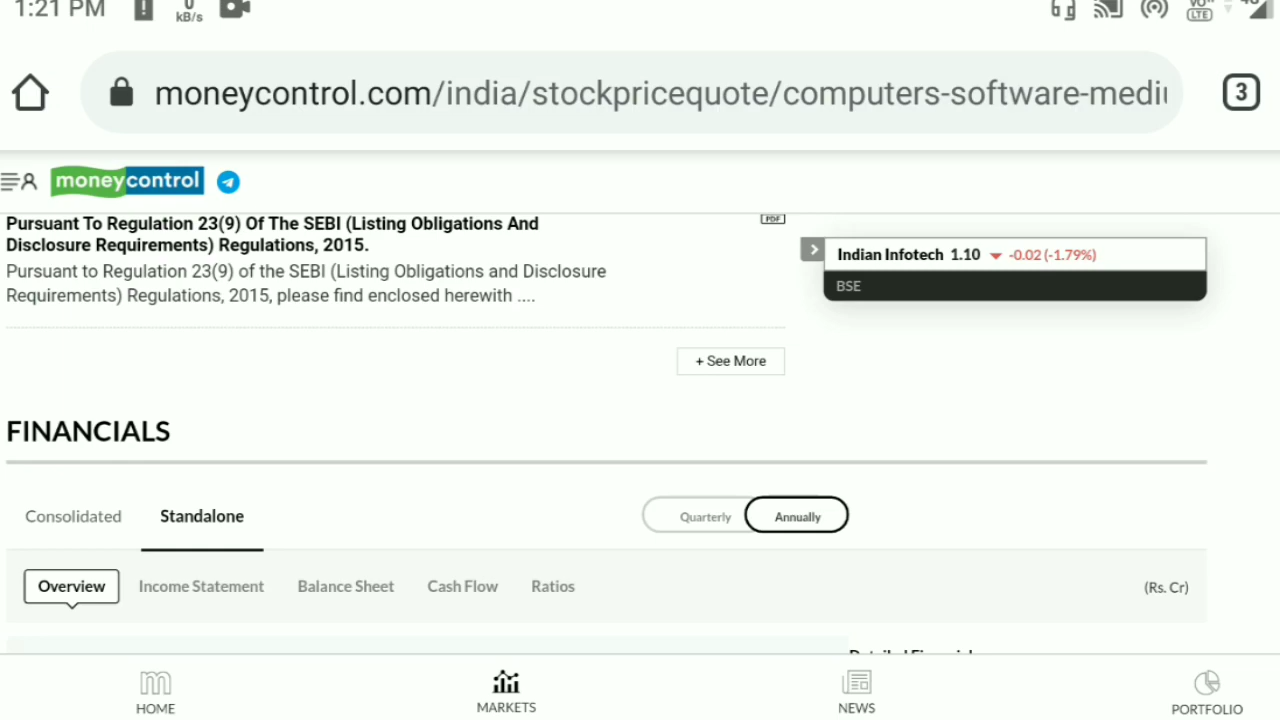 1:21 PM
0
kB/s
VO
LTE
4G
moneycontrol.com/india/stockpricequote/computers-software-mediu
3
moneycontrol
Pursuant To Regulation 23(9) Of The SEBI (Listing Obligations And
Disclosure Requirements) Regulations, 2015.
PDF
Pursuant to Regulation 23(9) of the SEBI (Listing Obligations and Disclosure
Requirements) Regulations, 2015, please find enclosed herewith ....
Indian Infotech 1.10 -0.02 (-1.79%)
BSE
+ See More
FINANCIALS
Consolidated Standalone Quarterly Annually
Overview Income Statement Balance Sheet Cash Flow Ratios (Rs. Cr)
HOME MARKETS NEWS PORTFOLIO